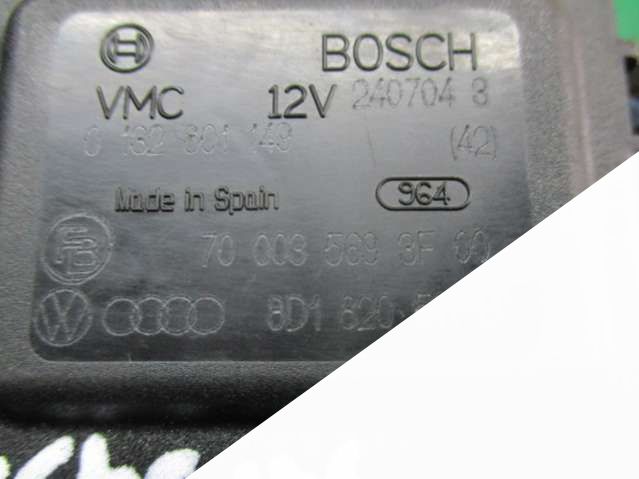 BOSCH
VMC 12V 240704 3
0 132 801 143 (42)
Made in Spain 964
70 003 569 3F 00
8D1 820